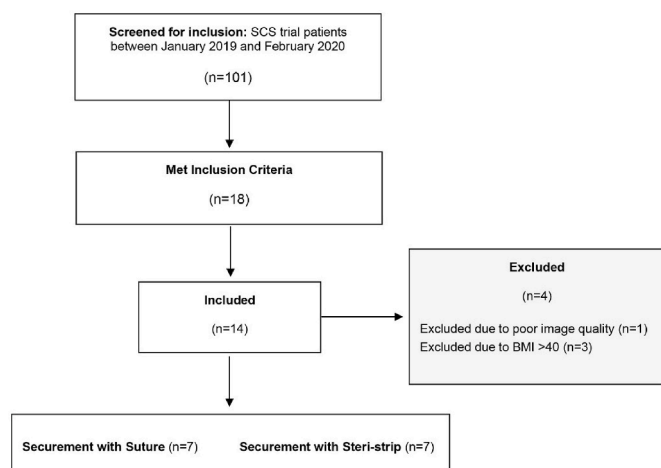 Screened for inclusion: SCS trial patients
between January 2019 and February 2020
(n=101)
Met Inclusion Criteria
(n=18)
Included
(n=14)
Excluded
(n=4)
Excluded due to poor image quality (n=1)
Excluded due to BMI >40 (n=3)
Securement with Suture (n=7) Securement with Steri-strip (n=7)